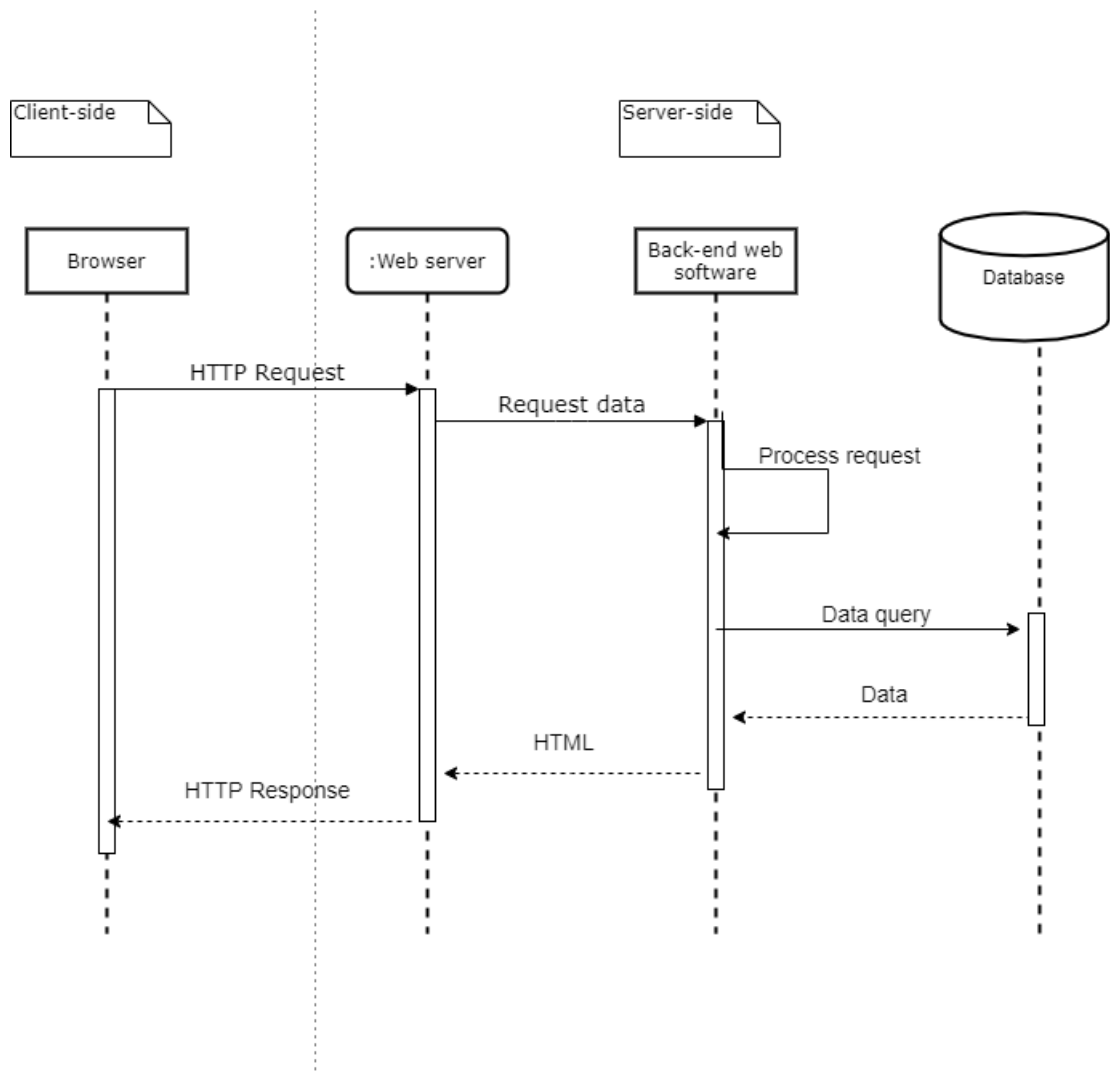 Client-side
Server-side
Browser
:Web server
Back-end web
software
Database
HTTP Request
Request data
Process request
Data query
Data
HTML
HTTP Response